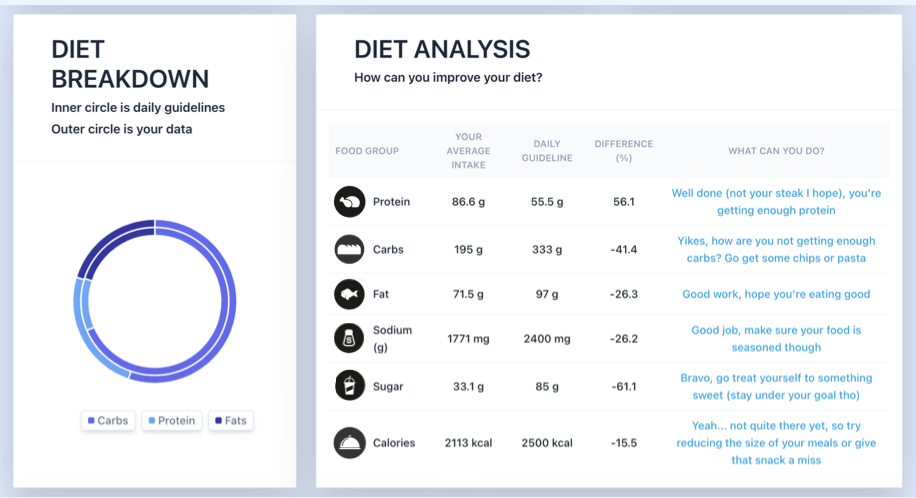 DIET
BREAKDOWN
Inner circle is daily guidelines
Outer circle is your data
Carbs Protein Fats
DIET ANALYSIS
How can you improve your diet?
FOOD GROUP YOUR AVERAGE INTAKE DAILY GUIDELINE DIFFERENCE (%) WHAT CAN YOU DO?
Protein 86.6 g 55.5 g 56.1 Well done (not your steak I hope), you're
getting enough protein
Carbs 195 g 333 g -41.4 Yikes, how are you not getting enough
carbs? Go get some chips or pasta
Fat 71.5 g 97 g -26.3 Good work, hope you're eating good
Sodium (g) 1771 mg 2400 mg -26.2 Good job, make sure your food is
seasoned though
Sugar 33.1 g 85 g -61.1 Bravo, go treat yourself to something
sweet (stay under your goal tho)
Calories 2113 kcal 2500 kcal -15.5 Yeah... not quite there yet, so try
reducing the size of your meals or give
that snack a miss